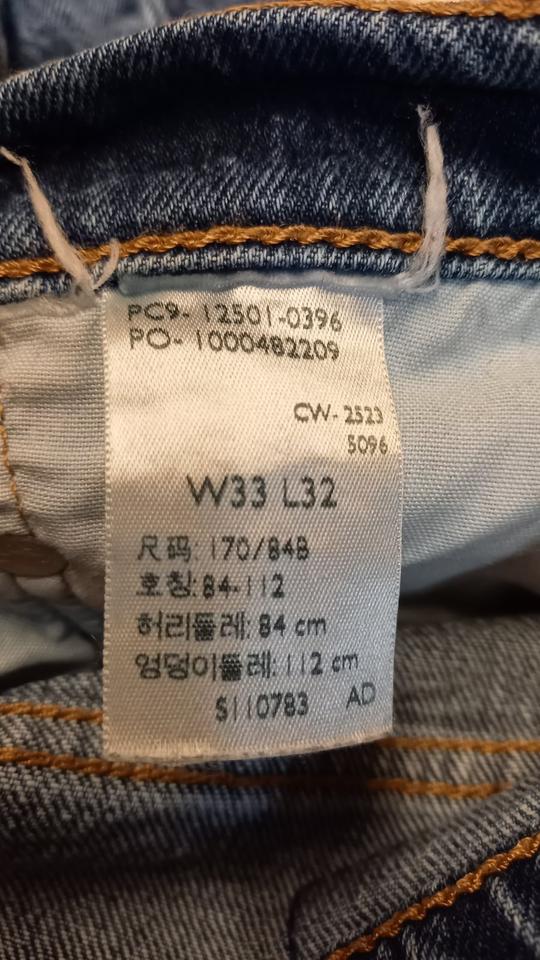 PC9- 12501-0396
PO- 1000482209
CW- 2523
5096
W33 L32
尺码: 170/84B
호칭:84-112
허리둘레: 84 cm
엉덩이둘레: 112 cm
S110783 AD